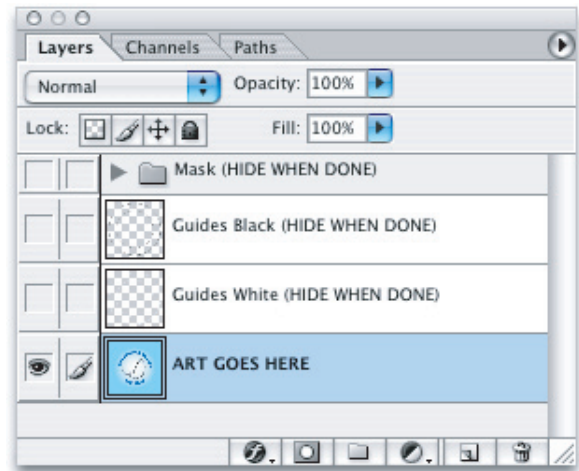 Layers Channels Paths
Normal Opacity: 100%
Lock: Fill: 100%
Mask (HIDE WHEN DONE)
Guides Black (HIDE WHEN DONE)
Guides White (HIDE WHEN DONE)
ART GOES HERE